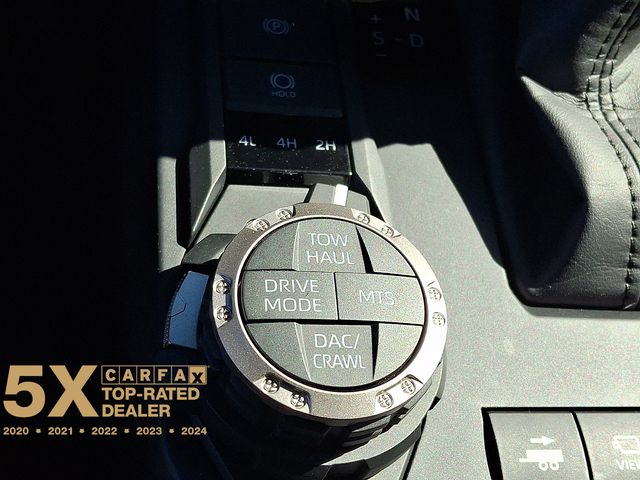 P
+ N
S - D
−
HOLD
4L 4H 2H
TOW
HAUL
DRIVE
MODE
MTS
DAC/
CRAWL
5X CARFAX
TOP-RATED
DEALER
2020 • 2021 • 2022 • 2023 • 2024